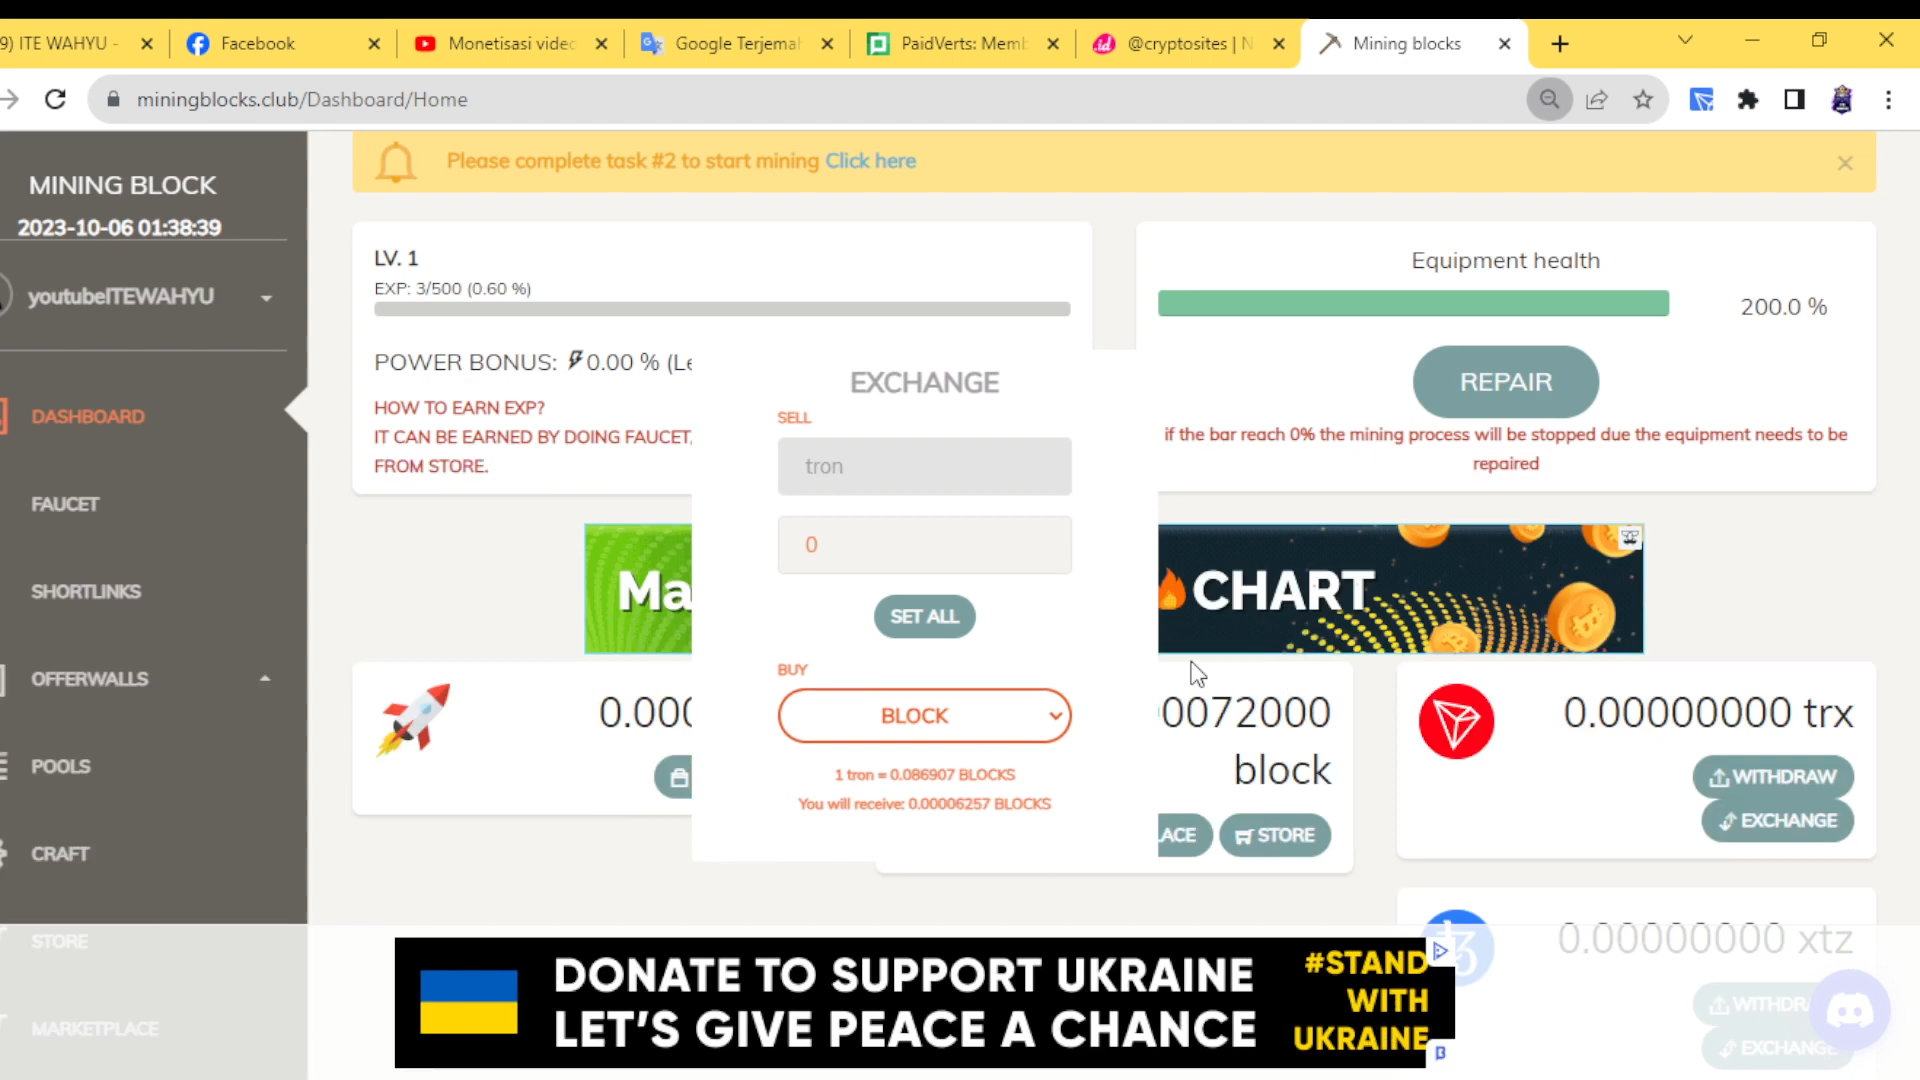 9) ITE WAHYU -
Facebook
Monetisasi video
Google Terjemah
PaidVerts: Memb
@cryptosites | N
Mining blocks
miningblocks.club/Dashboard/Home
MINING BLOCK
2023-10-06 01:38:39
youtubeITEWAHYU
DASHBOARD
FAUCET
SHORTLINKS
OFFERWALLS
POOLS
CRAFT
STORE
MARKETPLACE
Please complete task #2 to start mining Click here
LV. 1
EXP: 3/500 (0.60 %)
POWER BONUS: 0.00 % (Le
HOW TO EARN EXP?
IT CAN BE EARNED BY DOING FAUCET,
FROM STORE.
Equipment health
200.0 %
REPAIR
if the bar reach 0% the mining process will be stopped due the equipment needs to be
repaired
EXCHANGE
SELL
tron
0
SET ALL
BUY
BLOCK
1 tron = 0.086907 BLOCKS
You will receive: 0.00006257 BLOCKS
Ma
CHART
0.000
0072000
block
ACE
STORE
0.00000000 trx
WITHDRAW
EXCHANGE
0.00000000 xtz
WITHDRA
EXCHANGE
DONATE TO SUPPORT UKRAINE
LET'S GIVE PEACE A CHANCE
#STAND
WITH
UKRAINE